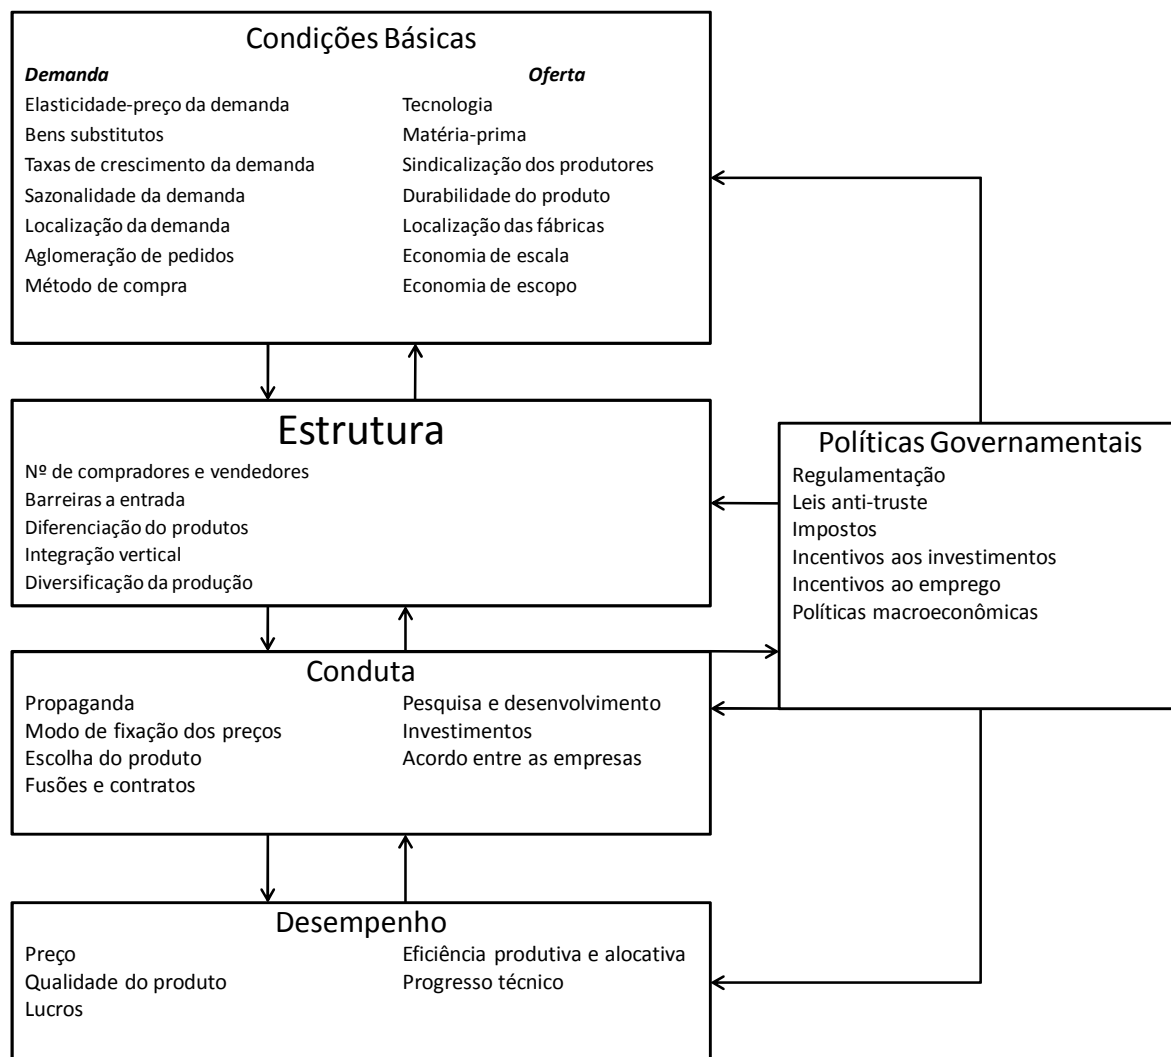 Condições Básicas
Demanda
Oferta
Elasticidade-preço da demanda
Tecnologia
Bens substitutos
Matéria-prima
Taxas de crescimento da demanda
Sindicalização dos produtores
Sazonalidade da demanda
Durabilidade do produto
Localização da demanda
Localização das fábricas
Aglomeração de pedidos
Economia de escala
Método de compra
Economia de escopo
Estrutura
Nº de compradores e vendedores
Barreiras a entrada
Diferenciação do produtos
Integração vertical
Diversificação da produção
Políticas Governamentais
Regulamentação
Leis anti-truste
Impostos
Incentivos aos investimentos
Incentivos ao emprego
Políticas macroeconômicas
Conduta
Propaganda
Pesquisa e desenvolvimento
Modo de fixação dos preços
Investimentos
Escolha do produto
Acordo entre as empresas
Fusões e contratos
Desempenho
Preço
Eficiência produtiva e alocativa
Qualidade do produto
Progresso técnico
Lucros